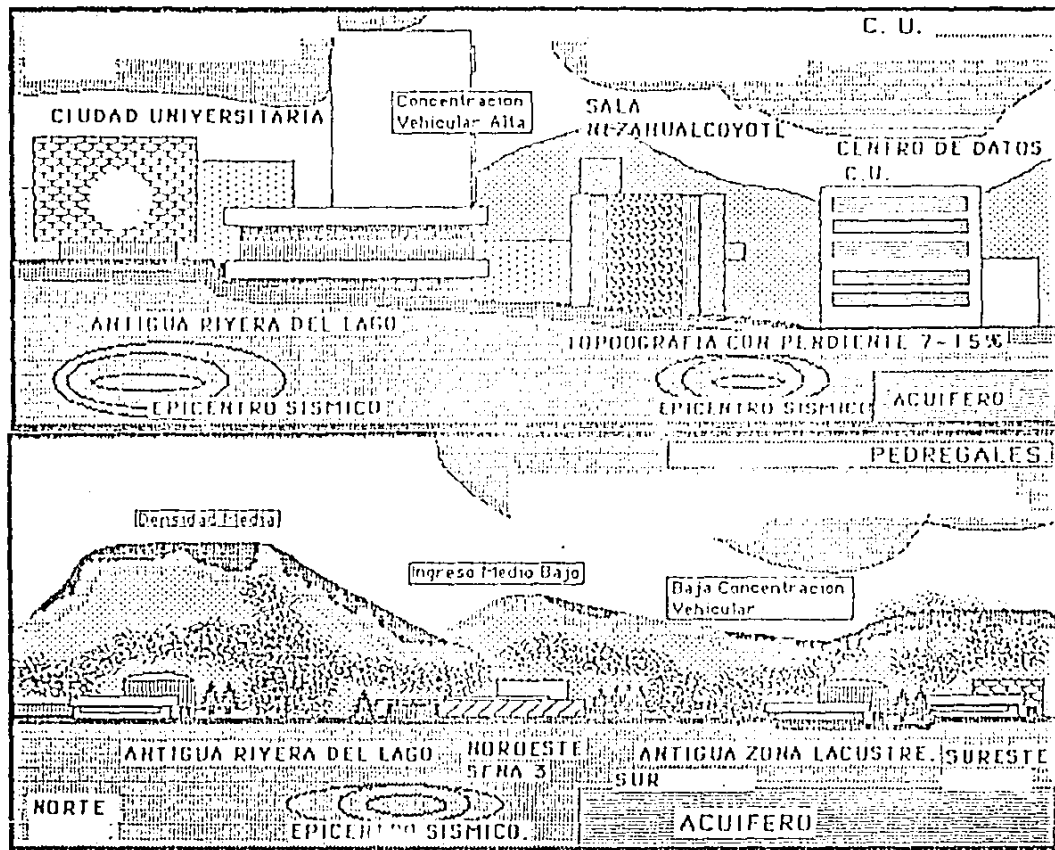 C. U.
CIUDAD UNIVERSITARIA
Concentracion
Vehicular Alta
SALA
NEZAHUALCOYOTL
CENTRO DE DATOS
C.U.
ANTIGUA RIVERA DEL LAGO
TOPOOGRAFIA CON PENDIENTE 7-15%
EPICENTRO SISMICO
EPICENTRO SISMICO
ACUIFERO
PEDREGALES.
Densidad Media
Ingreso Medio Bajo
Baja Concentracion
Vehicular
ANTIGUA RIVERA DEL LAGO.
NOROESTE
3
ANTIGUA ZONA LACUSTRE.
SURESTE
SUR
NORTE
EPICENTRO SISMICO.
ACUIFERO